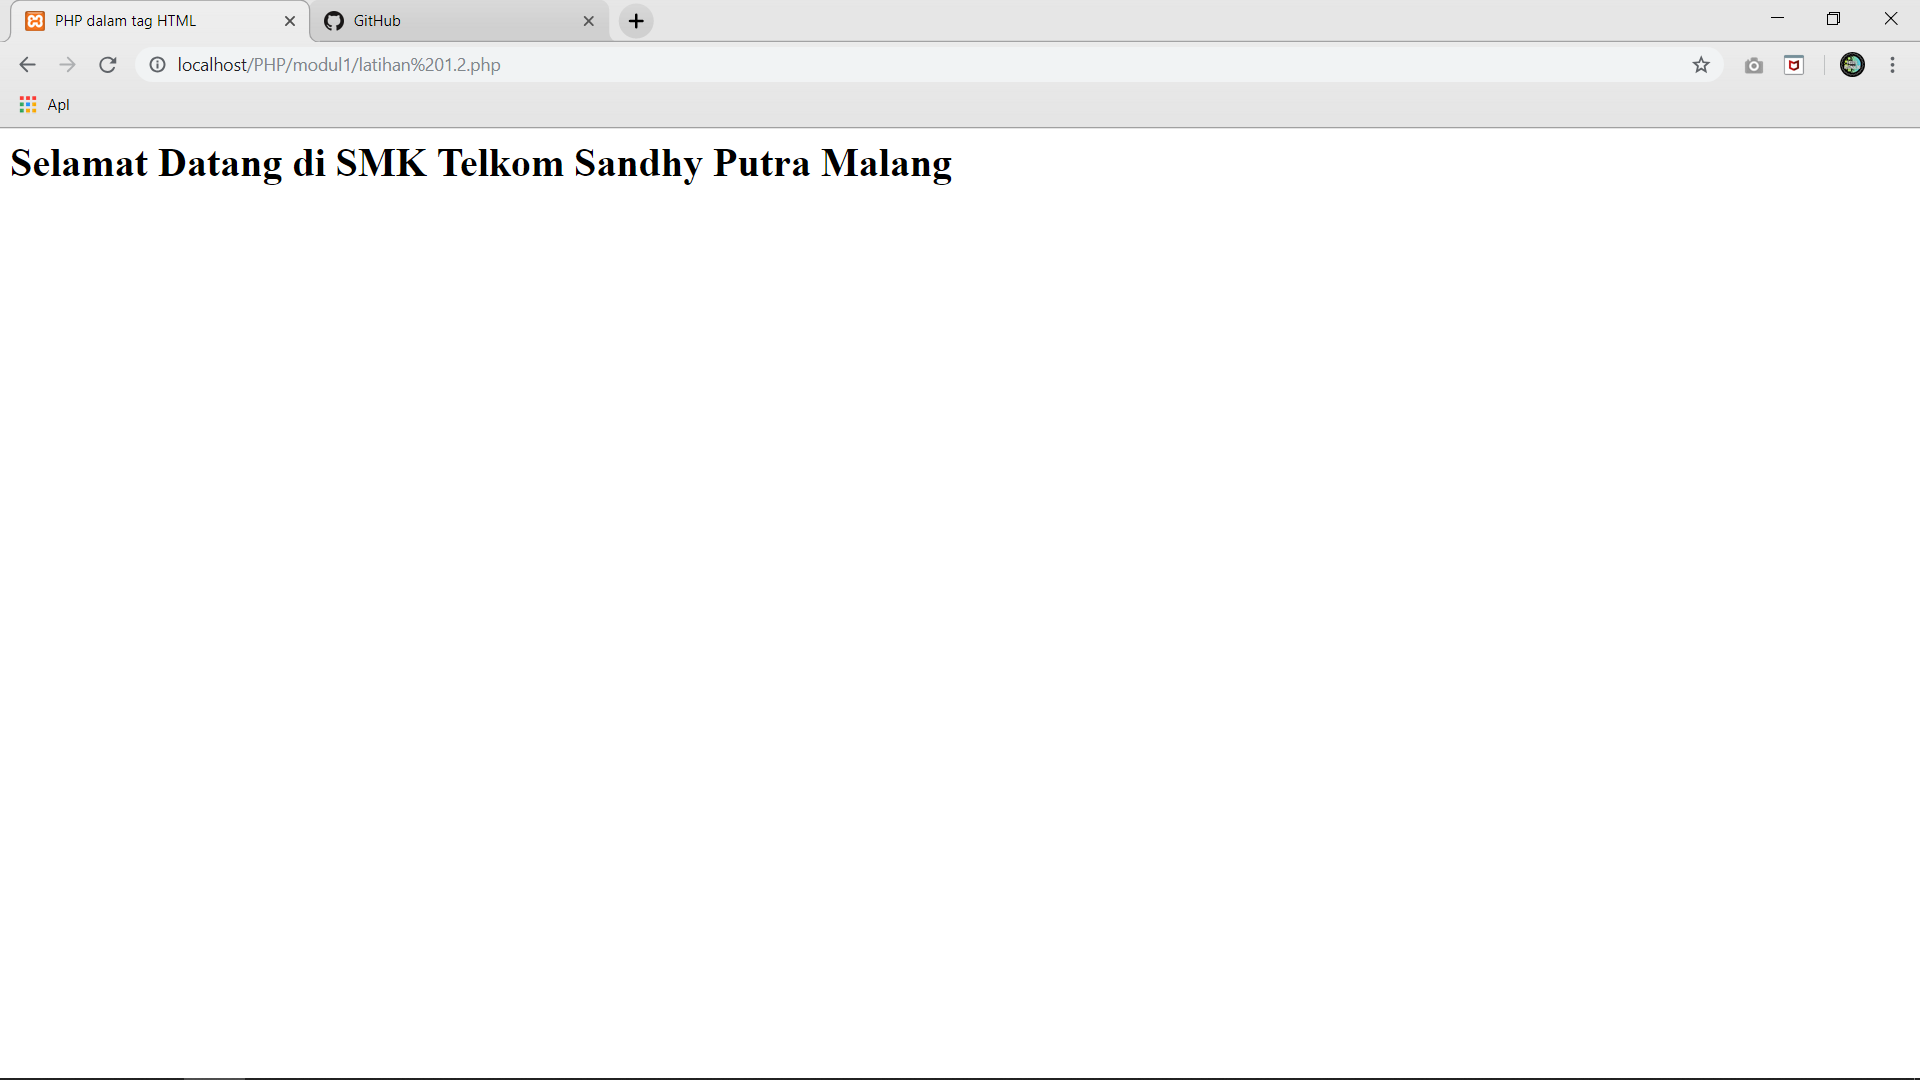 PHP dalam tag HTML
GitHub
localhost/PHP/modul1/latihan%201.2.php
Apl
Selamat Datang di SMK Telkom Sandhy Putra Malang